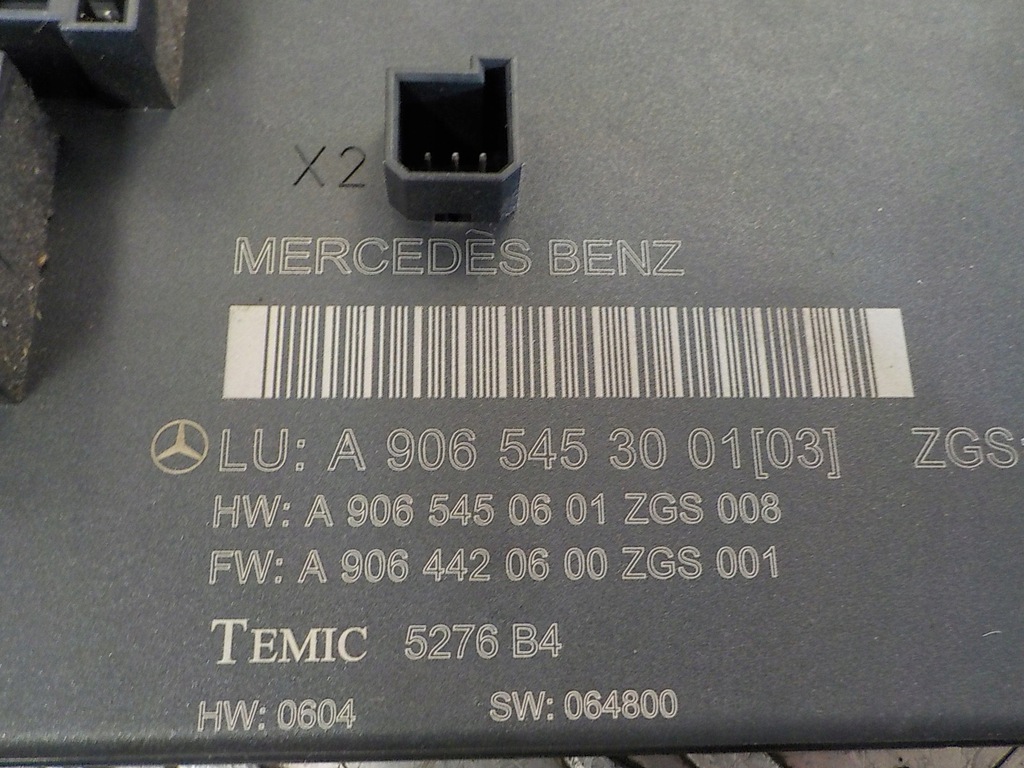 X2
MERCEDES BENZ
LU: A 906 545 30 01[03] ZGS
HW: A 906 545 06 01 ZGS 008
FW: A 906 442 06 00 ZGS 001
TEMIC 5276 B4
HW: 0604 SW: 064800